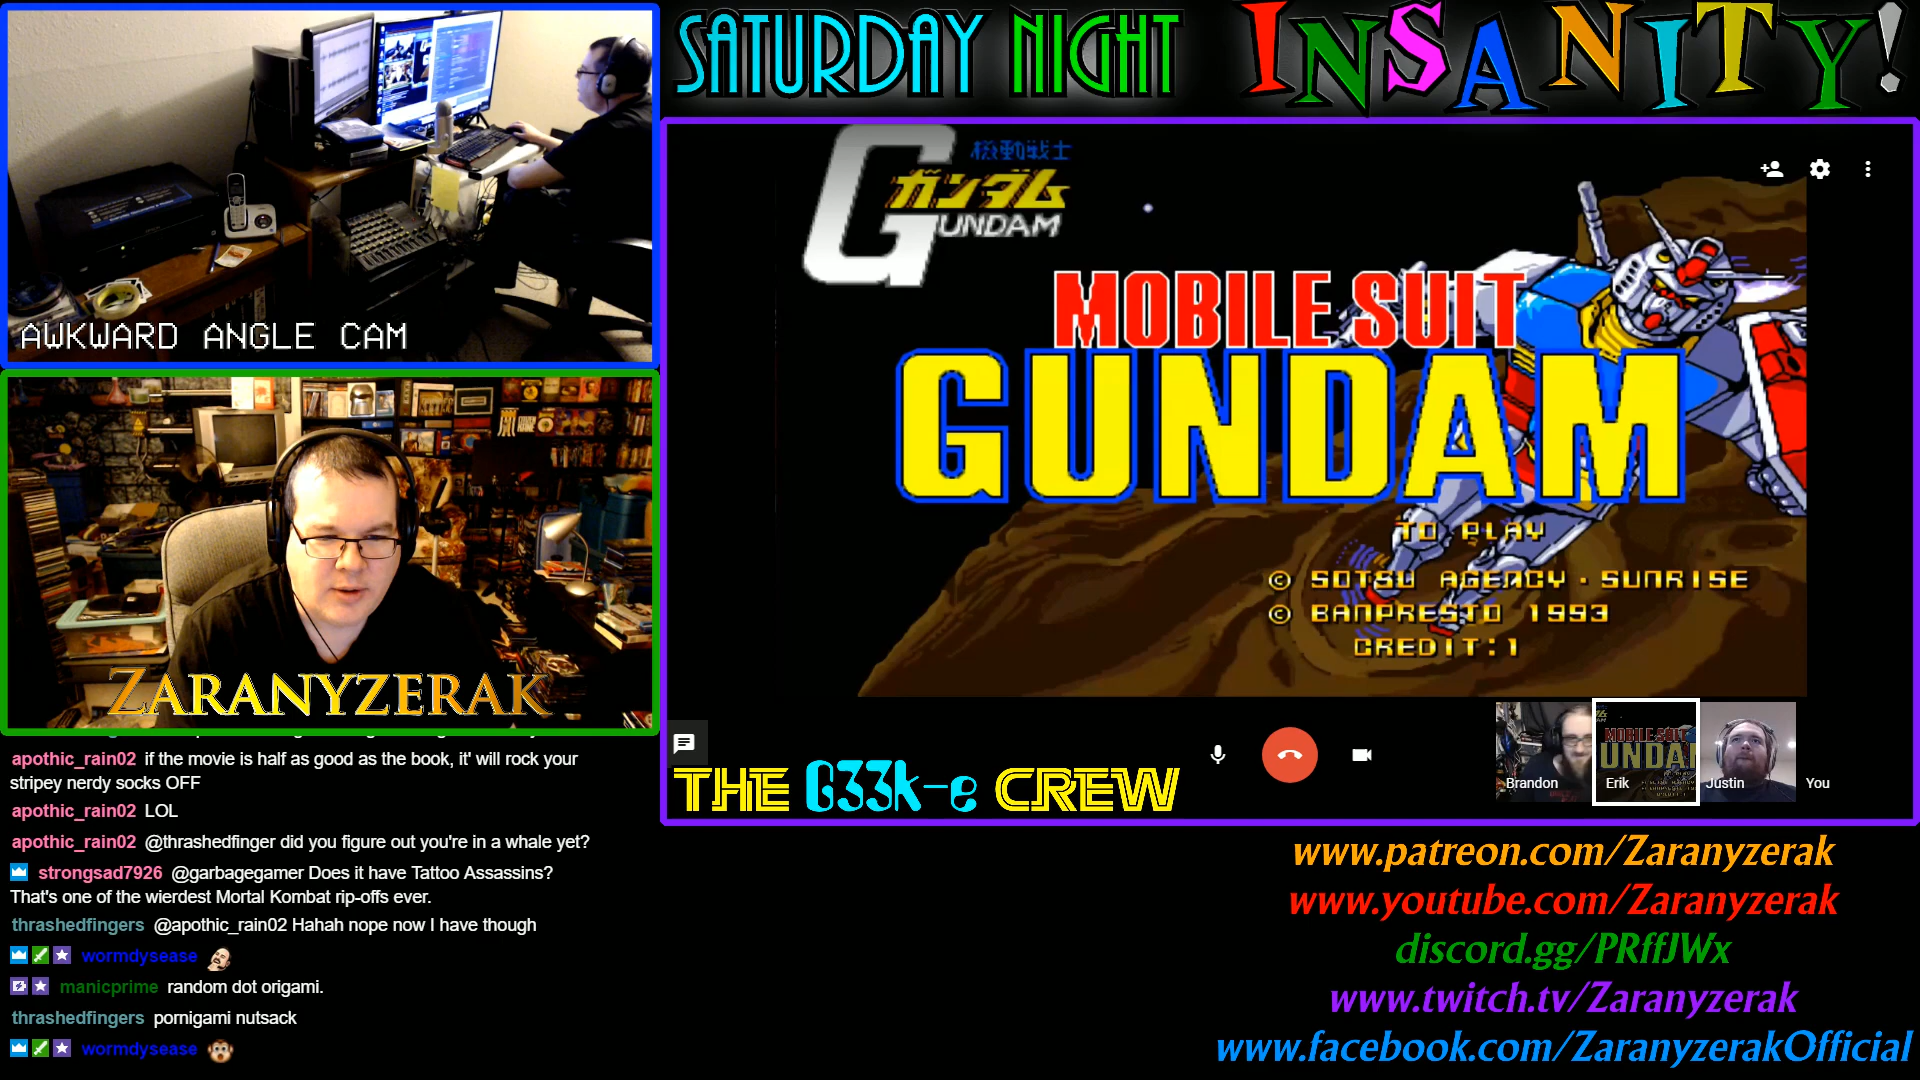 SATURDAY NIGHT INSANITY!
AWKWARD ANGLE CAM
ZARANYZERAK
機動戦士
ガンダム
GUNDAM
MOBILE SUIT
GUNDAM
TO PLAY
© SOTSU AGENCY · SUNRISE
© BANPRESTO 1993
CREDIT:1
Brandon
Erik
Justin
You
THE G33k-e CREW
apothic_rain02 if the movie is half as good as the book, it' will rock your
stripey nerdy socks OFF
apothic_rain02 LOL
apothic_rain02 @thrashedfinger did you figure out you're in a whale yet?
strongsad7926 @garbagegamer Does it have Tattoo Assassins?
That's one of the wierdest Mortal Kombat rip-offs ever.
thrashedfingers @apothic_rain02 Hahah nope now I have though
wormdysease
manicprime random dot origami.
thrashedfingers pornigami nutsack
wormdysease
www.patreon.com/Zaranyzerak
www.youtube.com/Zaranyzerak
discord.gg/PRffJWx
www.twitch.tv/Zaranyzerak
www.facebook.com/ZaranyzerakOfficial